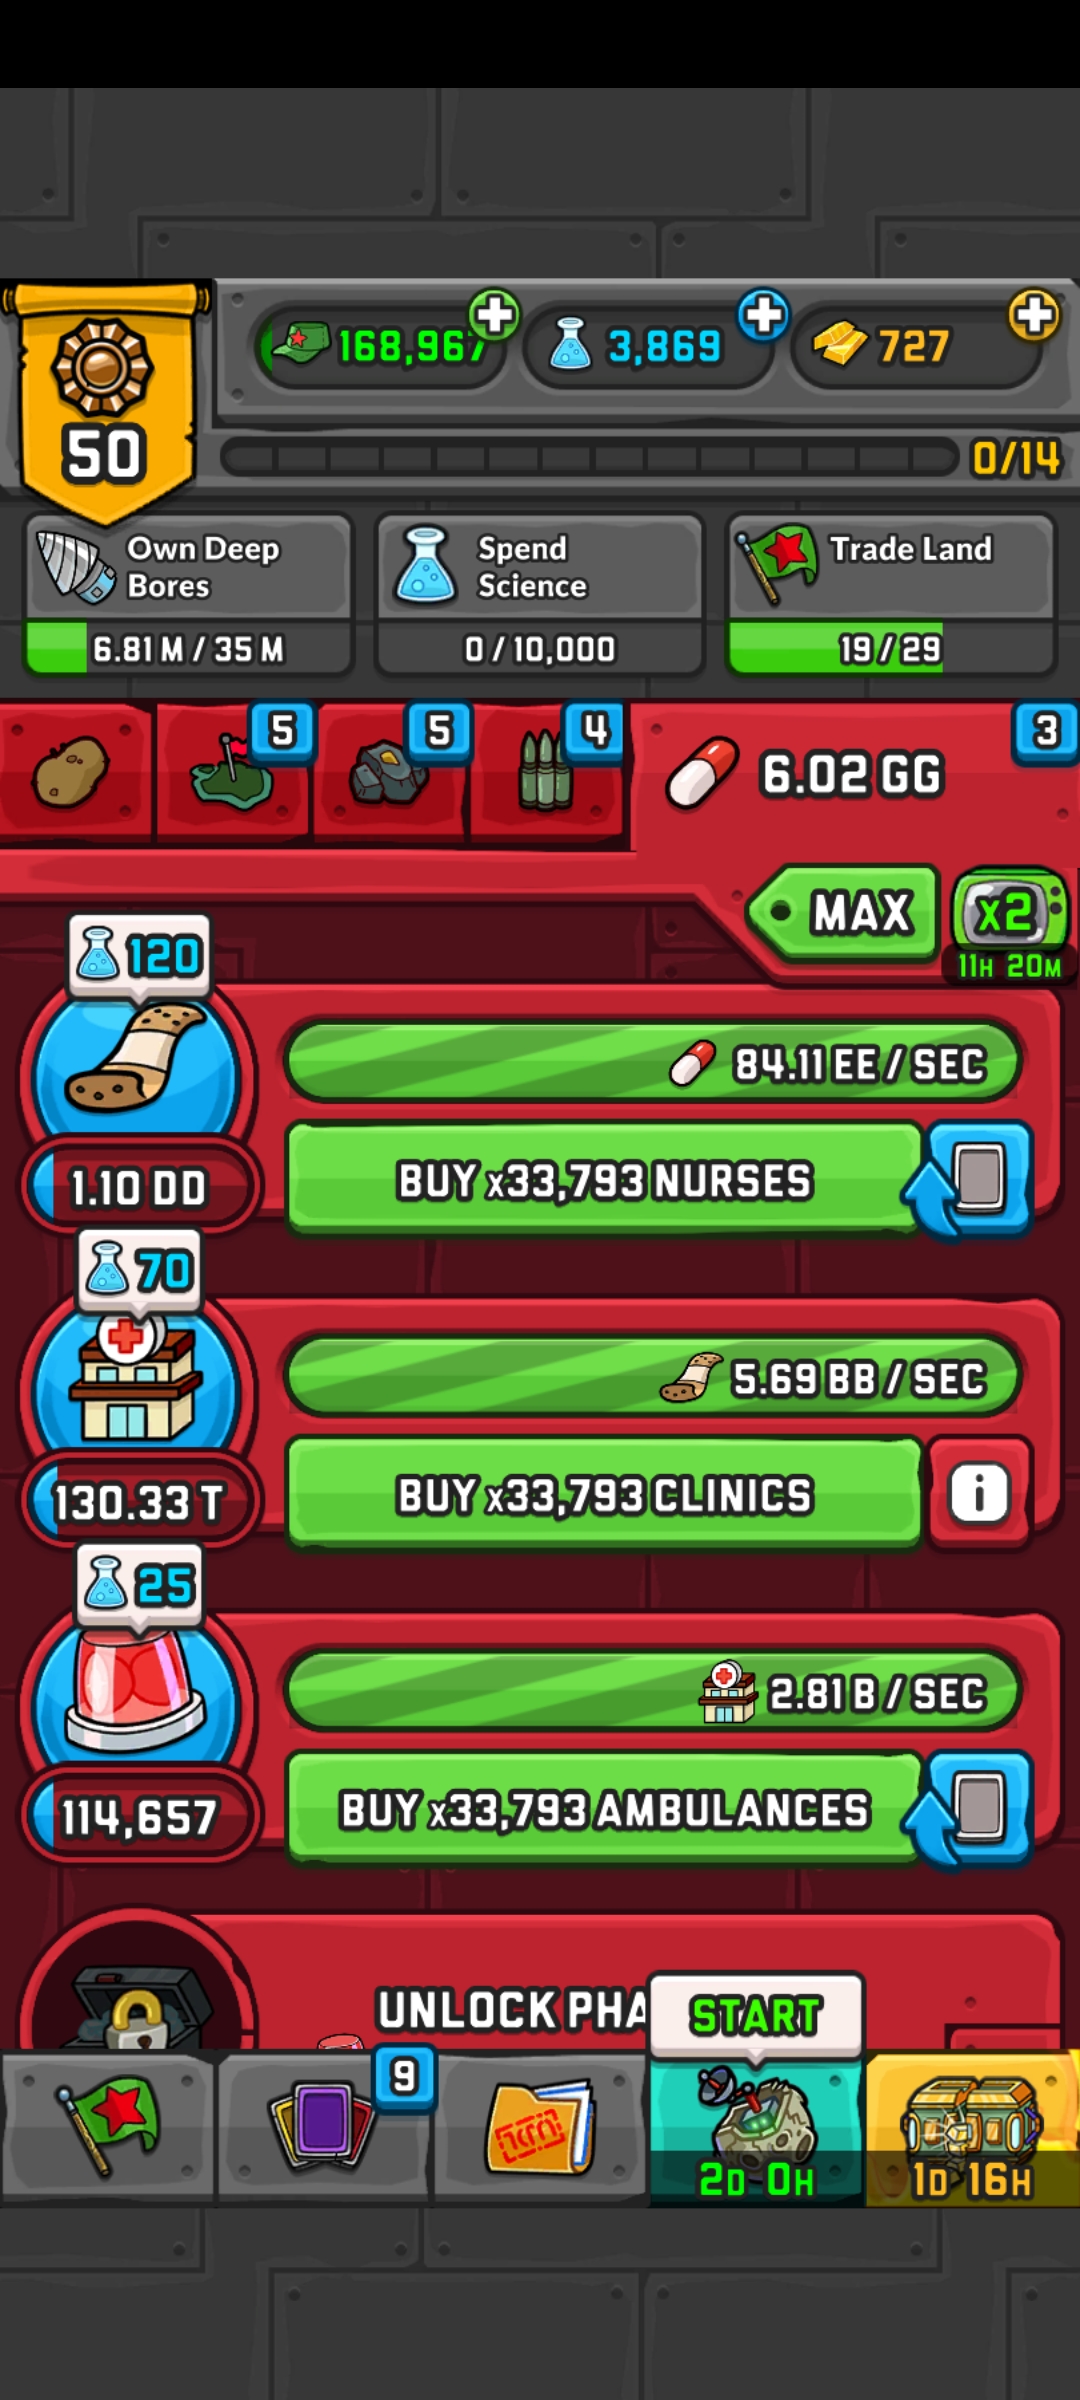 168,967
3,869
727
50
0/14
Own Deep
Bores
6.81 M / 35 M
Spend
Science
0 / 10,000
Trade Land
19 / 29
5
5
4
6.02 GG
3
MAX
x2
11H 20M
120
84.11 EE / SEC
1.10 DD
BUY x33,793 NURSES
70
5.69 BB / SEC
130.33 T
BUY x33,793 CLINICS
i
25
2.81 B / SEC
114,657
BUY x33,793 AMBULANCES
UNLOCK PHA
START
9
2D 0H
1D 16H